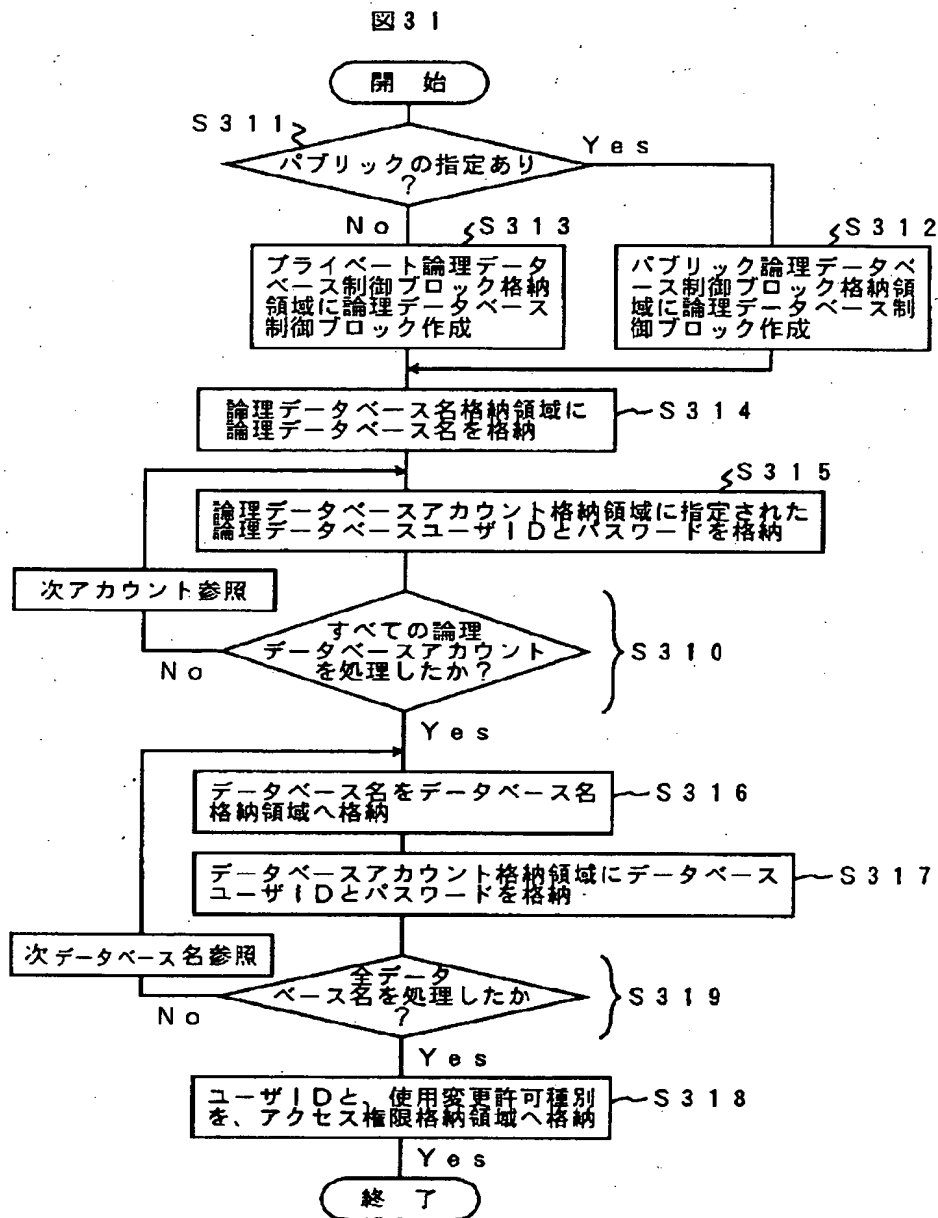 図31
開 始
S311
Yes
パブリックの指定あり
?
No
S313
S312
プライベート論理データ
ベース制御ブロック格納
領域に論理データベース
制御ブロック作成
パブリック論理データベ
ース制御ブロック格納領
域に論理データベース制
御ブロック作成
論理データベース名格納領域に
論理データベース名を格納
S314
S315
論理データベースアカウント格納領域に指定された
論理データベースユーザIDとパスワードを格納
次アカウント参照
すべての論理
データベースアカウント
を処理したか?
No
S310
Yes
データベース名をデータベース名
格納領域へ格納
S316
データベースアカウント格納領域にデータベース
ユーザIDとパスワードを格納
S317
次データベース名参照
全データ
ベース名を処理したか
?
No
S319
Yes
ユーザIDと、使用変更許可種別
を、アクセス権限格納領域へ格納
S318
Yes
終 了